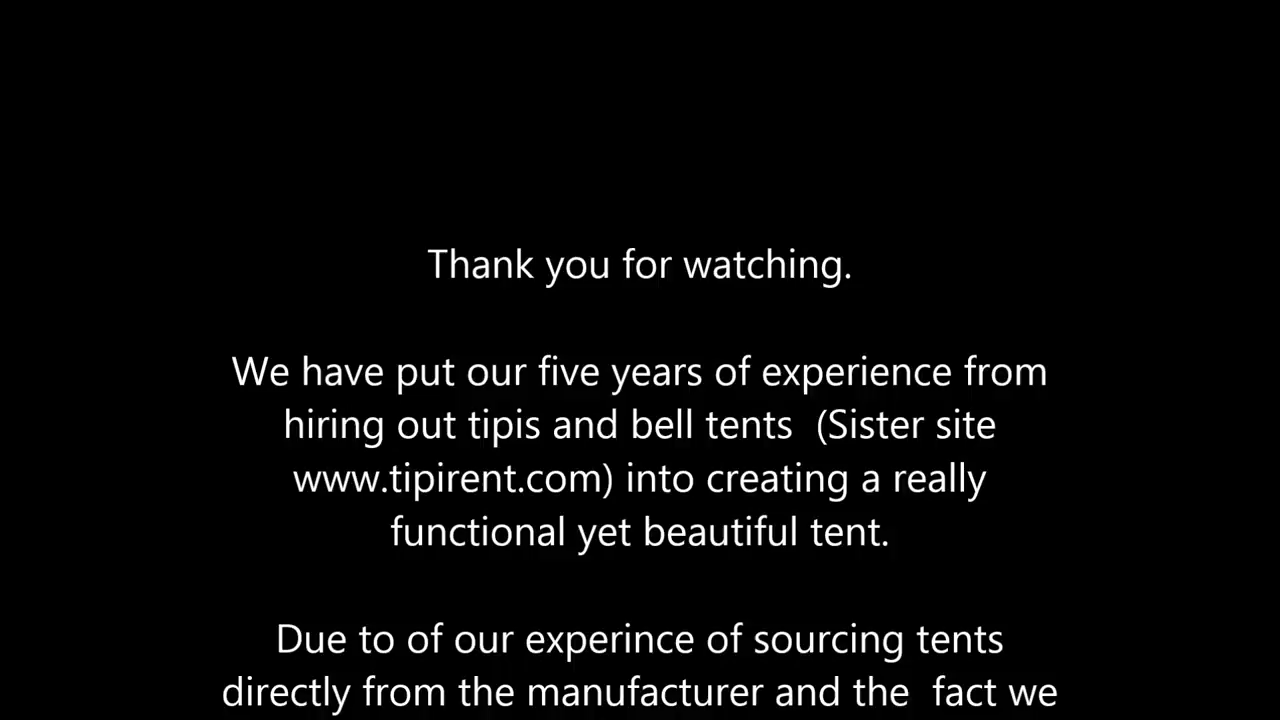 Thank you for watching.
We have put our five years of experience from
hiring out tipis and bell tents  (Sister site
www.tipirent.com) into creating a really
functional yet beautiful tent.
Due to of our experince of sourcing tents
directly from the manufacturer and the  fact we